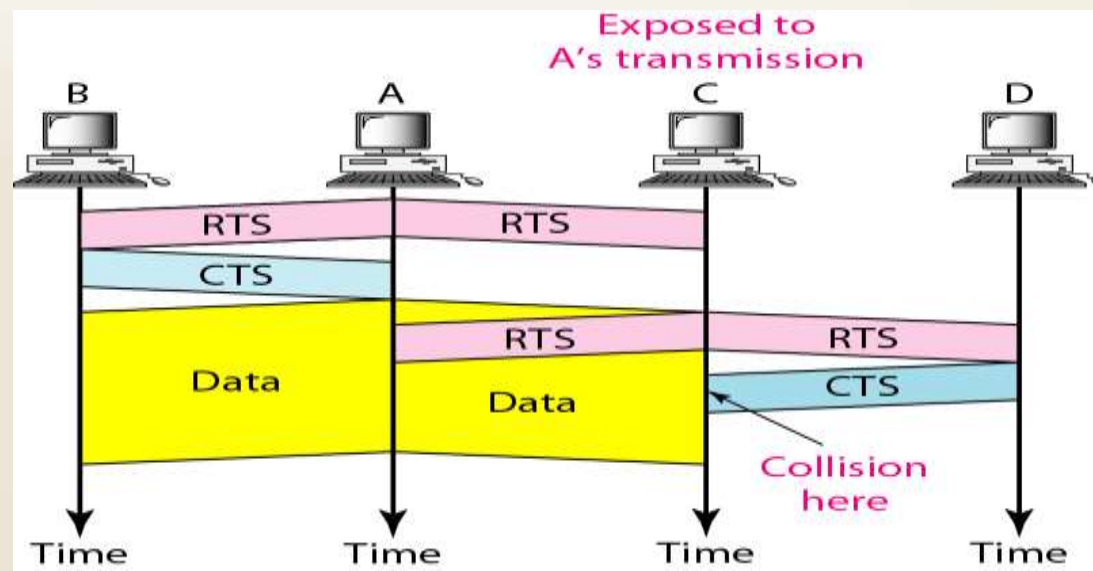 Exposed to
A's transmission
B
A
C
D
RTS
RTS
CTS
RTS
RTS
Data
Data
CTS
Collision
here
Time
Time
Time
Time